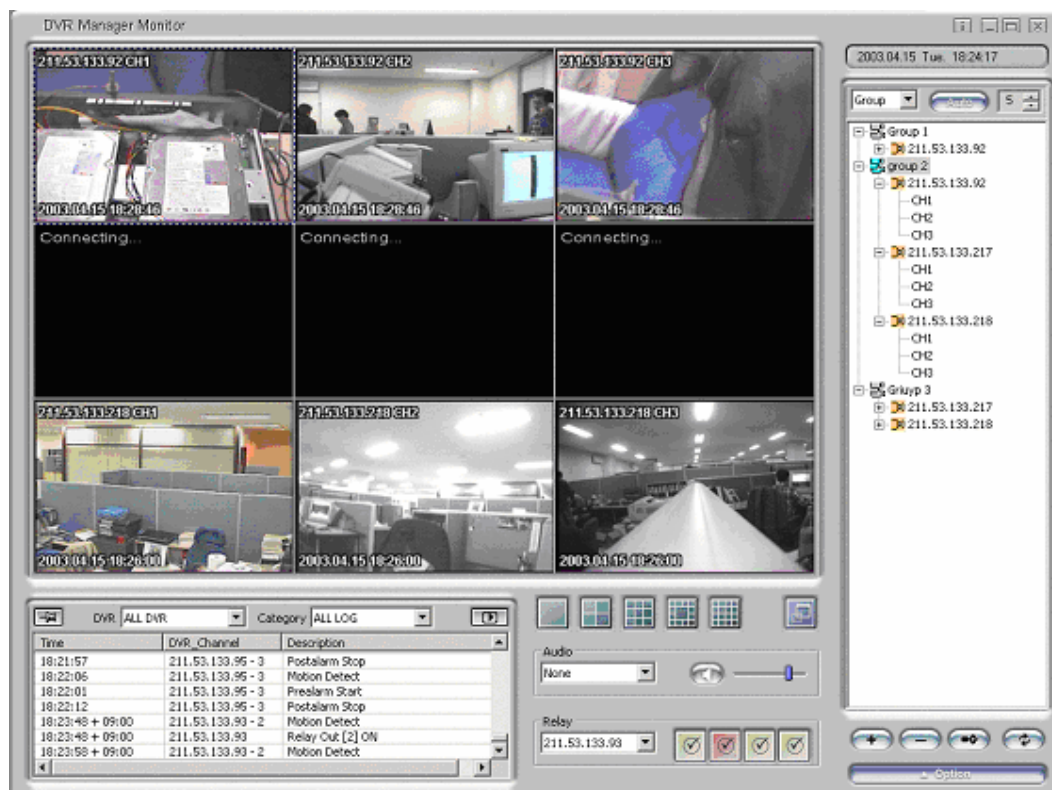 DVR Manager Monitor
2003.04.15 Tue. 18:24:17
211.53.133.92 CH1
211.53.133.92 CH2
211.53.133.92 CH3
2003.04.15 18:28:46
2003.04.15 18:28:46
2003.04.15 18:28:46
Connecting...
Connecting...
Connecting...
211.53.133.218 CH1
211.53.133.218 CH2
211.53.133.218 CH3
2003.04.15 18:26:00
2003.04.15 18:26:00
2003.04.15 18:26:00
Group Auto 5
Group 1
211.53.133.92
group 2
211.53.133.92
CH1
CH2
CH3
211.53.133.217
CH1
CH2
CH3
211.53.133.218
CH1
CH2
CH3
Griuyp 3
211.53.133.217
211.53.133.218
DVR ALL DVR Category ALL LOG
Time DVR_Channel Description
18:21:57 211.53.133.95 - 3 Postalarm Stop
18:22:06 211.53.133.95 - 3 Motion Detect
18:22:01 211.53.133.95 - 3 Prealarm Start
18:22:12 211.53.133.95 - 3 Postalarm Stop
18:23:48 + 09:00 211.53.133.93 - 2 Motion Detect
18:23:48 + 09:00 211.53.133.93 Relay Out [2] ON
18:23:58 + 09:00 211.53.133.93 - 2 Motion Detect
Audio
None
Relay
211.53.133.93
Option